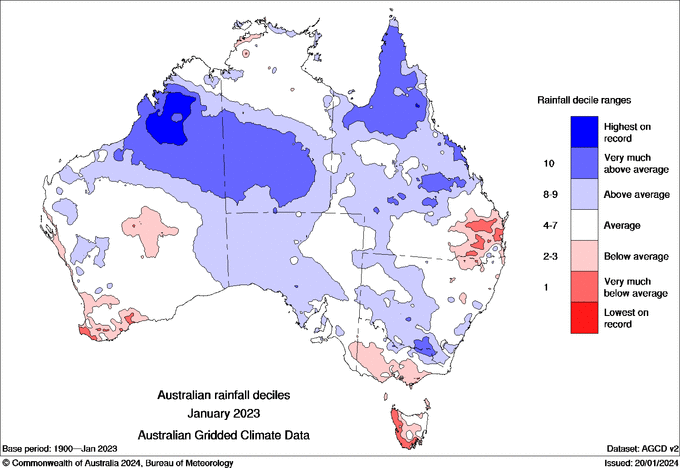 Rainfall decile ranges
Highest on
record
10
Very much
above average
8-9
Above average
4-7
Average
2-3
Below average
1
Very much
below average
Lowest on
record
Australian rainfall deciles
January 2023
Australian Gridded Climate Data
Base period: 1900—Jan 2023
Dataset: AGCD v2
© Commonwealth of Australia 2024, Bureau of Meteorology
Issued: 20/01/2024